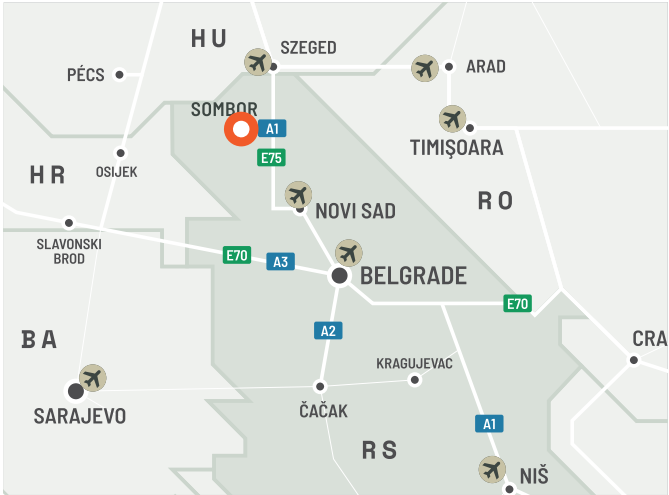 HU
SZEGED
PÉCS
ARAD
SOMBOR
A1
TIMIŞOARA
E75
OSIJEK
HR
RO
NOVI SAD
SLAVONSKI
BROD
E70
A3
BELGRADE
E70
A2
BA
CRA
KRAGUJEVAC
SARAJEVO
ČAČAK
A1
RS
NIŠ